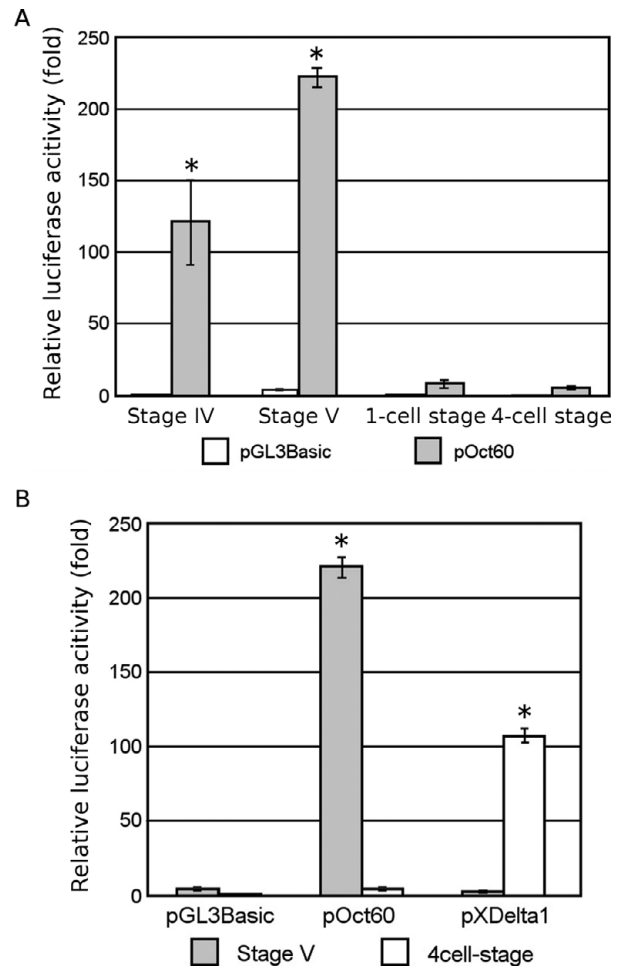 A
Relative luciferase acitivity (fold)
250
200
150
100
50
0
*
*
Stage IV
Stage V
1-cell stage
4-cell stage
pGL3Basic
pOct60
B
Relative luciferase acitivity (fold)
250
200
150
100
50
0
*
*
pGL3Basic
pOct60
pXDelta1
Stage V
4cell-stage